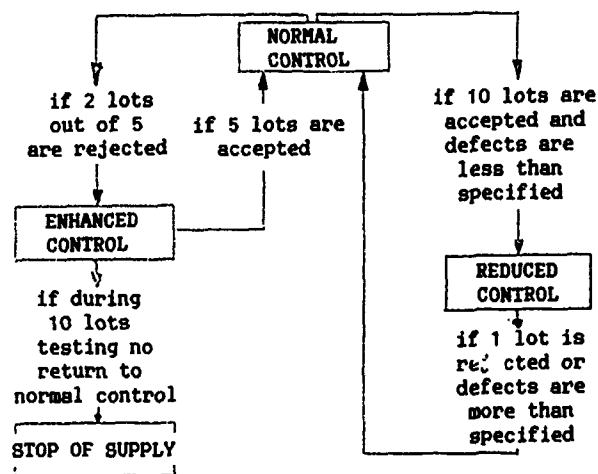 NORMAL
CONTROL
if 2 lots
out of 5
are rejected
if 5 lots are
accepted
if 10 lots are
accepted and
defects are
less than
specified
ENHANCED
CONTROL
REDUCED
CONTROL
if during
10 lots
testing no
return to
normal control
if 1 lot is
rejected or
defects are
more than
specified
STOP OF SUPPLY